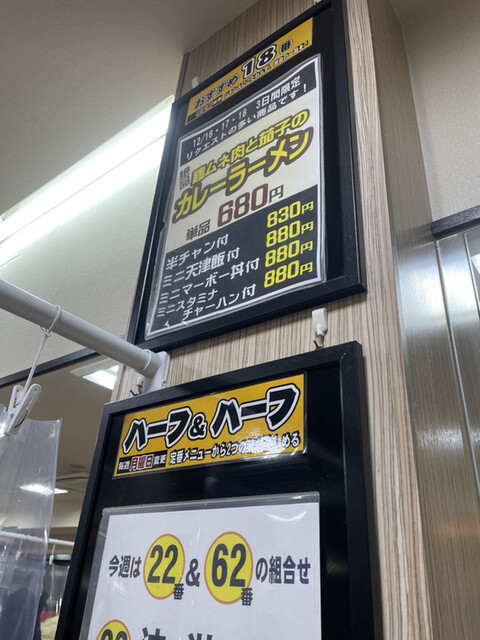 おすすめ 18番
12/16・17・18 3日間限定
リクエストの多い商品です!
鶏ムネ肉と茄子の
カレーラーメン
単品 680円
半チャン付 830円
ミニ天津飯付 880円
ミニマーボー丼付 880円
ミニスタミナ
チャーハン付 880円
ハーフ&ハーフ
毎週月曜日変更 定番メニューから2つの
める
今週は 22番 & 62番 の組合せ